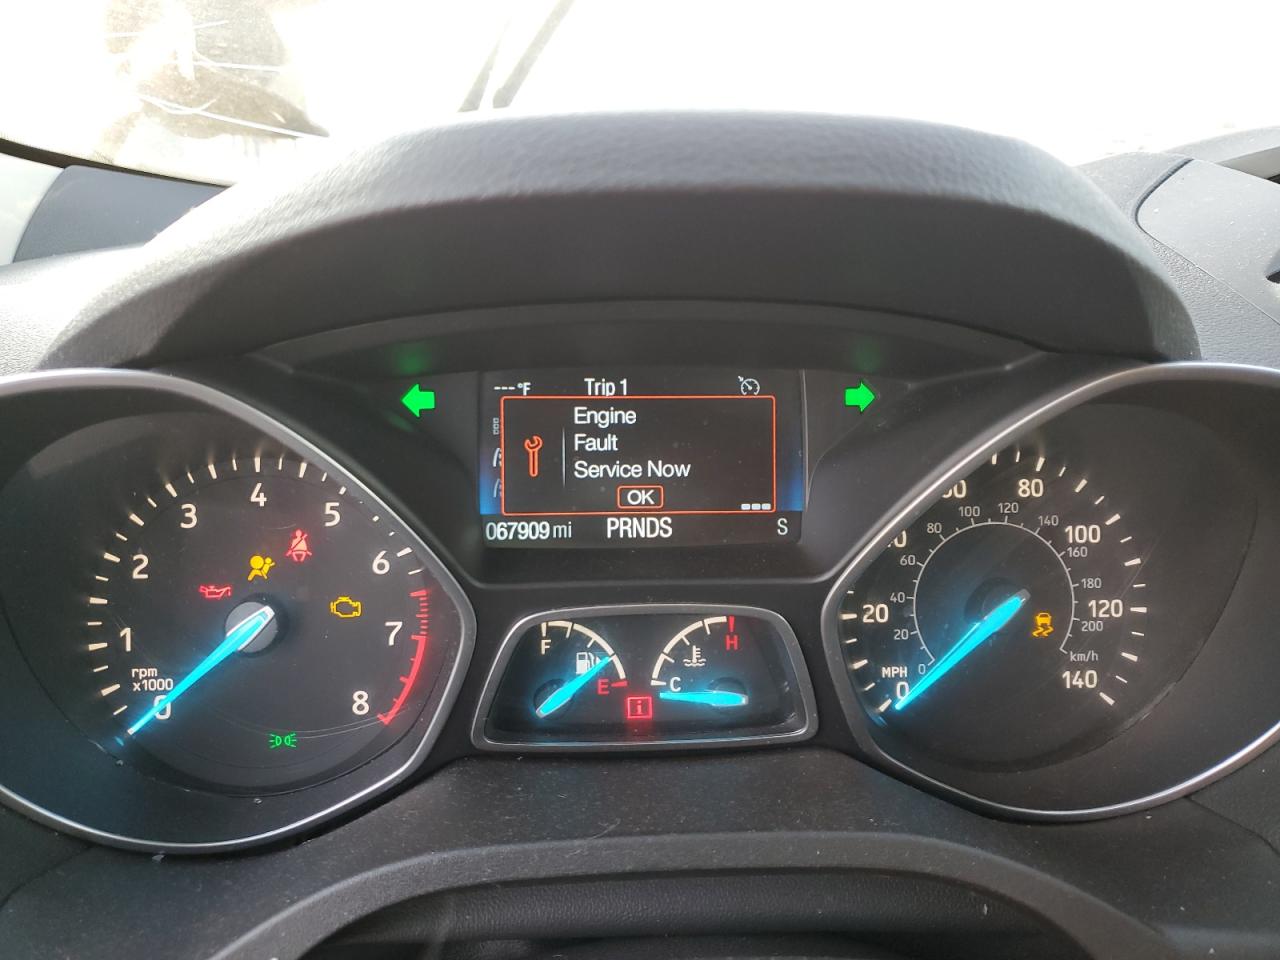 ---°F Trip 1
Engine
Fault
Service Now
OK
067909 mi PRNDS S
0 1 2 3 4 5 6 7 8
rpm
x1000
F
E
C
H
i
20 80 100 120 140
MPH
0
0 20 40 60 80 100 120 140 160 180 200
km/h